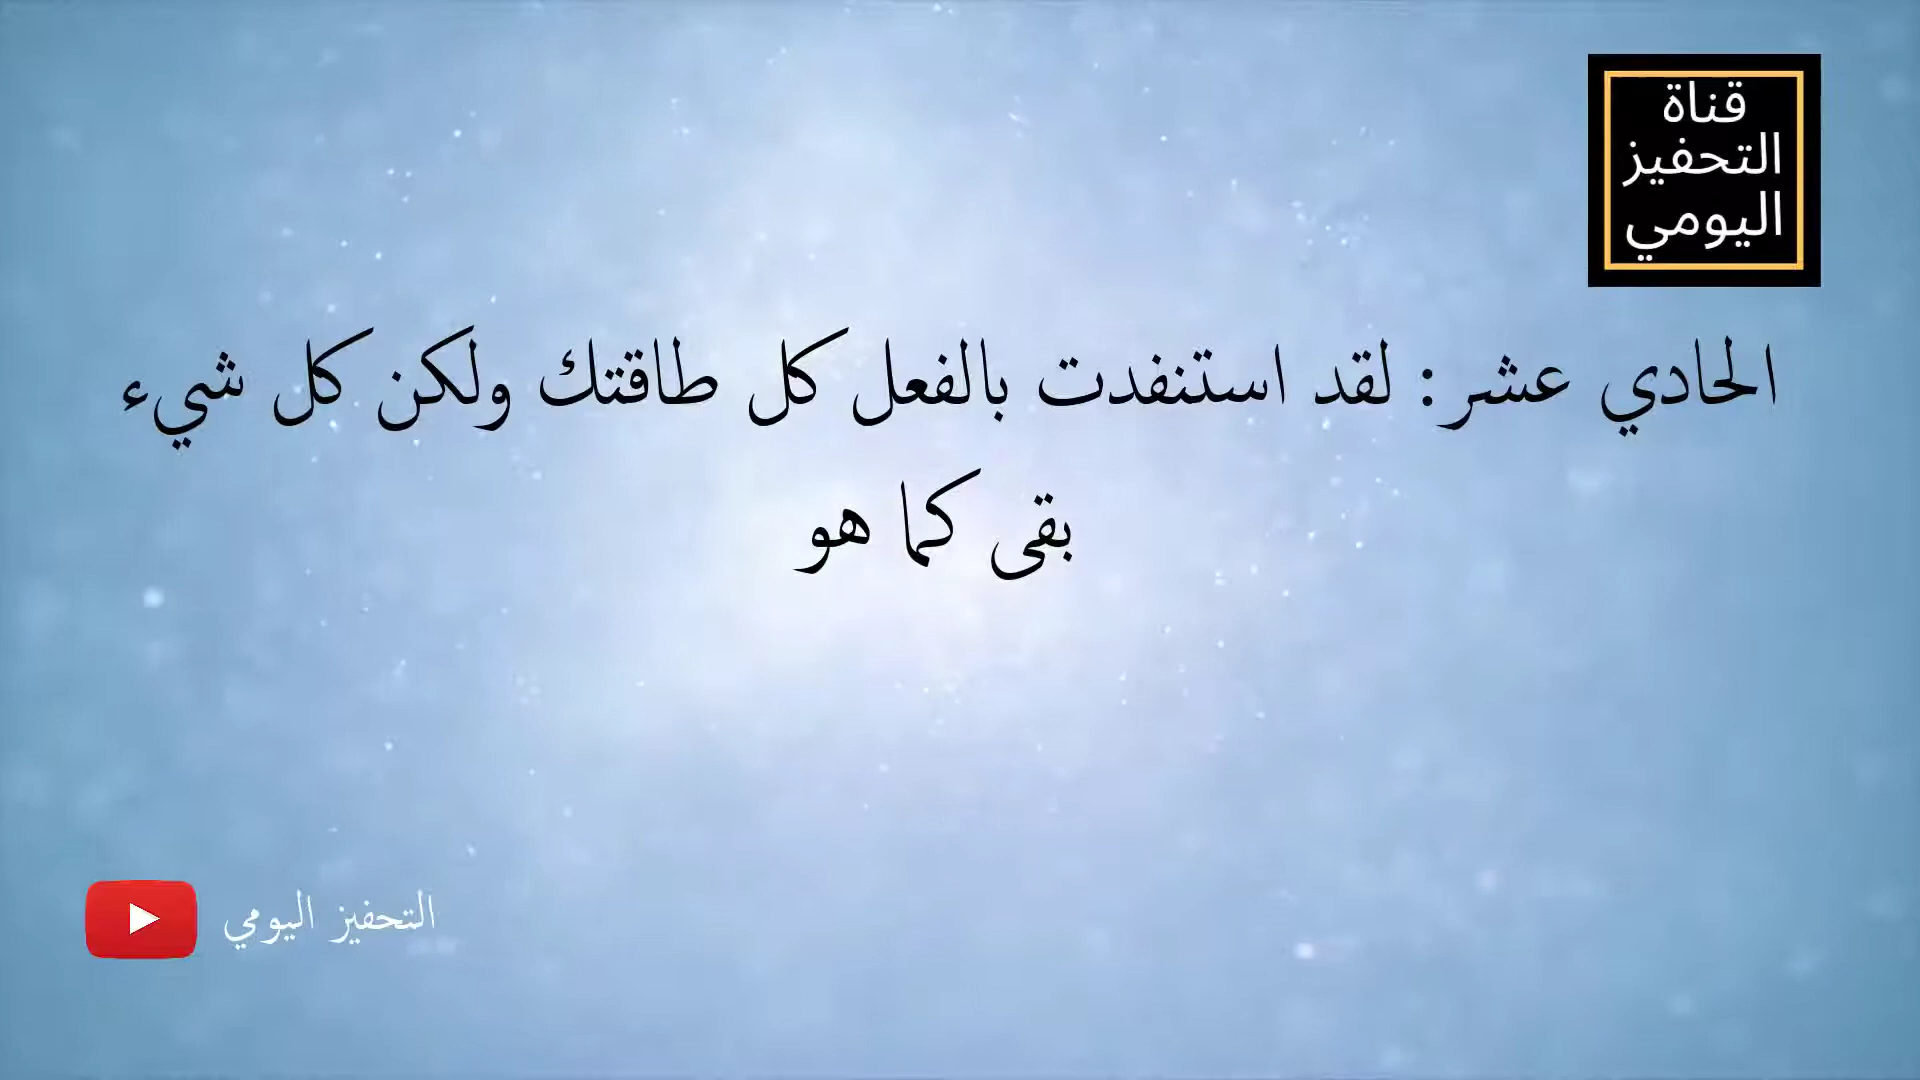 قناة
التحفيز
اليومي
الحادي عشر: لقد استنفدت بالفعل كل طاقتك ولكن كل شيء
بقى كما هو
التحفيز اليومي